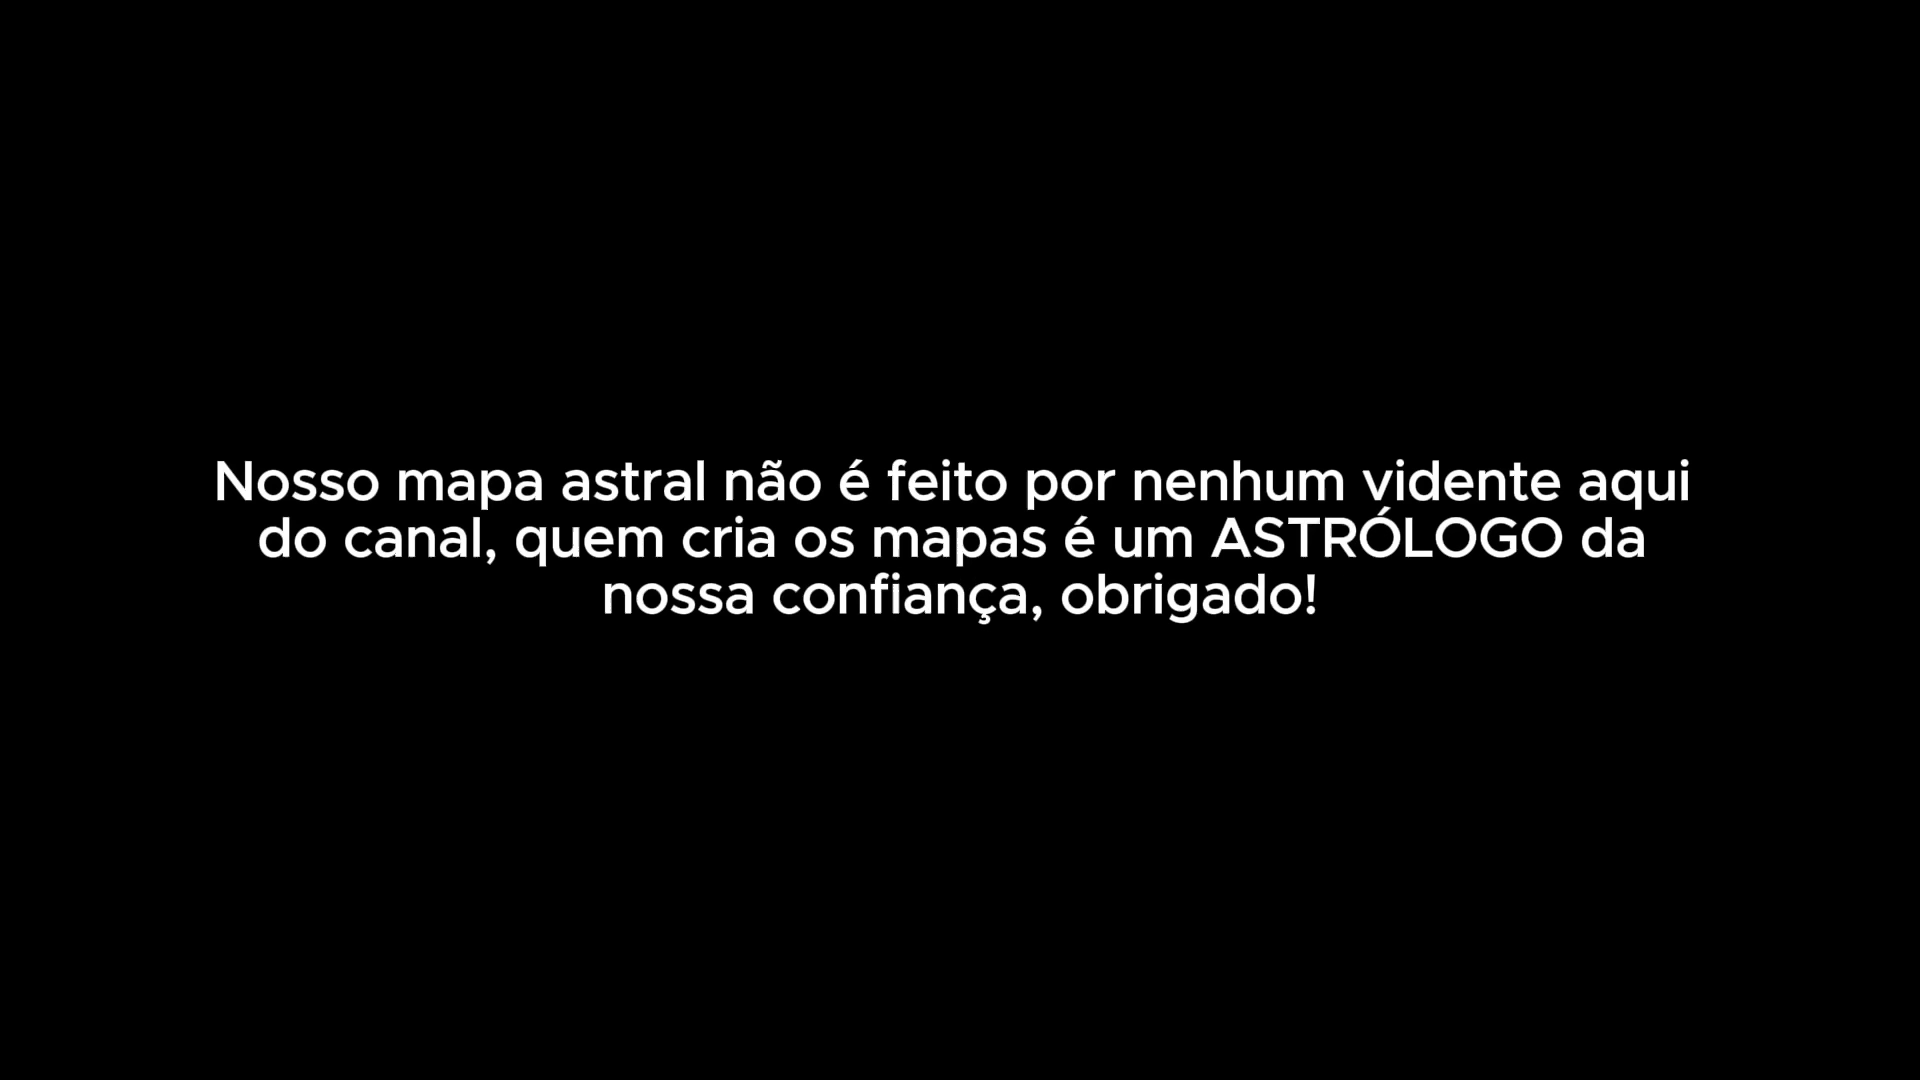 Nosso mapa astral não é feito por nenhum vidente aqui
do canal, quem cria os mapas é um ASTRÓLOGO da
nossa confiança, obrigado!